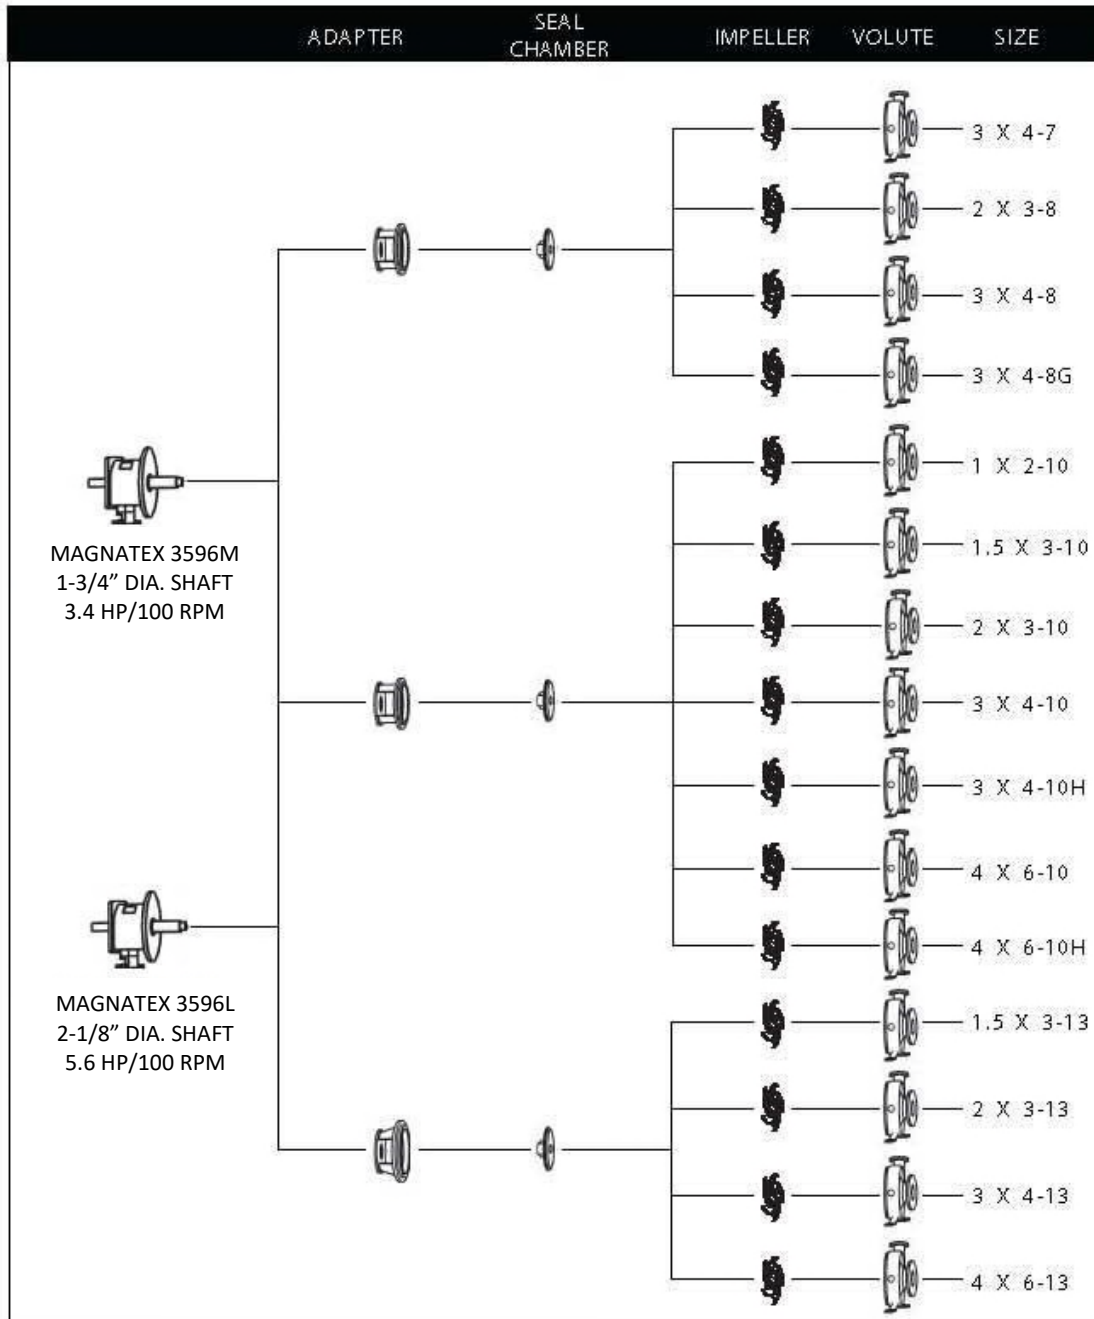 ADAPTER SEAL CHAMBER IMPELLER VOLUTE SIZE
3 X 4-7
2 X 3-8
3 X 4-8
3 X 4-8G
1 X 2-10
1.5 X 3-10
2 X 3-10
3 X 4-10
3 X 4-10H
4 X 6-10
4 X 6-10H
1.5 X 3-13
2 X 3-13
3 X 4-13
4 X 6-13
MAGNATEX 3596M
1-3/4” DIA. SHAFT
3.4 HP/100 RPM
MAGNATEX 3596L
2-1/8” DIA. SHAFT
5.6 HP/100 RPM